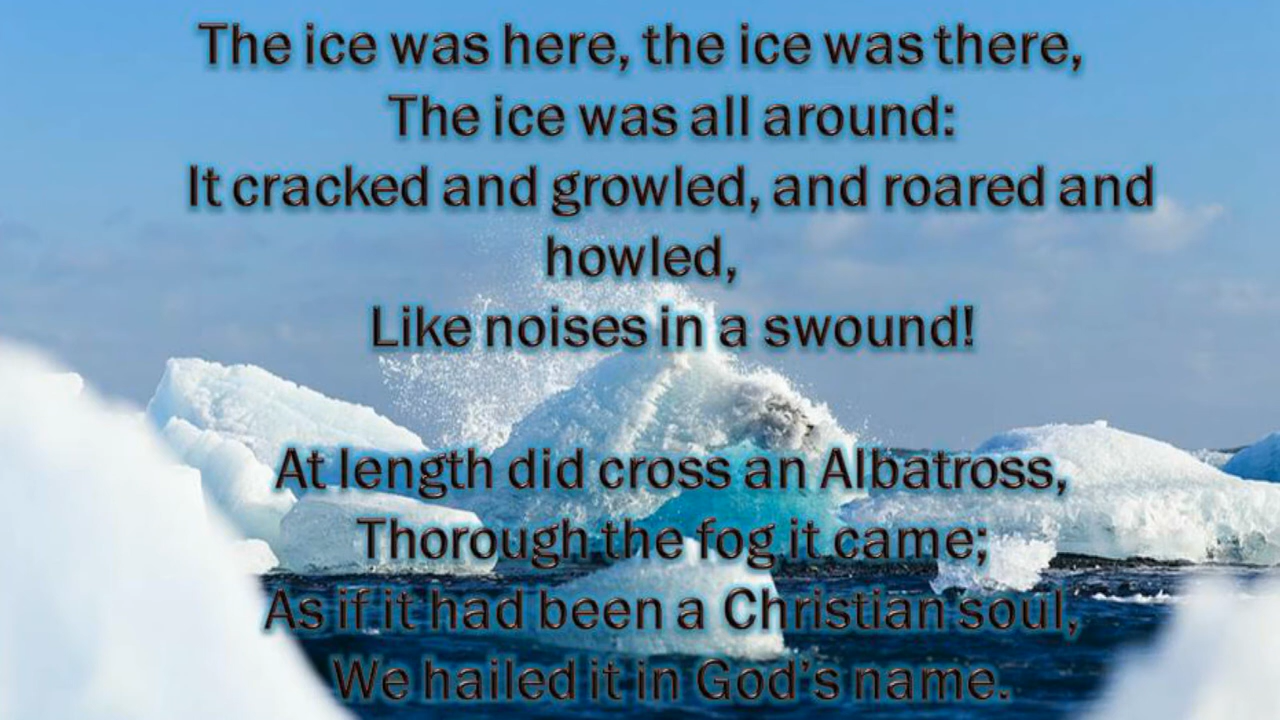 The ice was here, the ice was there,
The ice was all around:
It cracked and growled, and roared and
howled,
Like noises in a swound!
At length did cross an Albatross,
Thorough the fog it came;
As if it had been a Christian soul,
We hailed it in God's name.